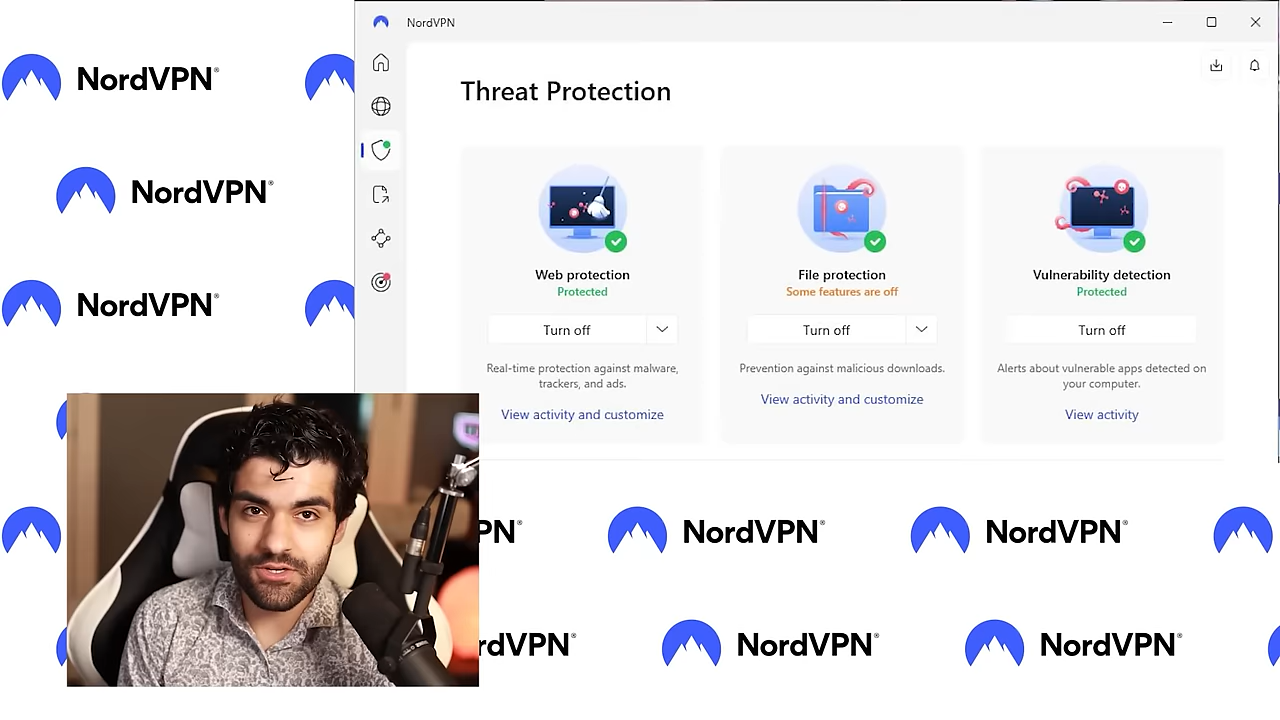 NordVPN
Threat Protection
Web protection
Protected
Turn off
Real-time protection against malware,
trackers, and ads.
View activity and customize
File protection
Some features are off
Turn off
Prevention against malicious downloads.
View activity and customize
Vulnerability detection
Protected
Turn off
Alerts about vulnerable apps detected on
your computer.
View activity
NordVPN®
NordVPN®
NordVPN®
PN®
NordVPN®
NordVPN®
rdVPN®
NordVPN®
NordVPN®